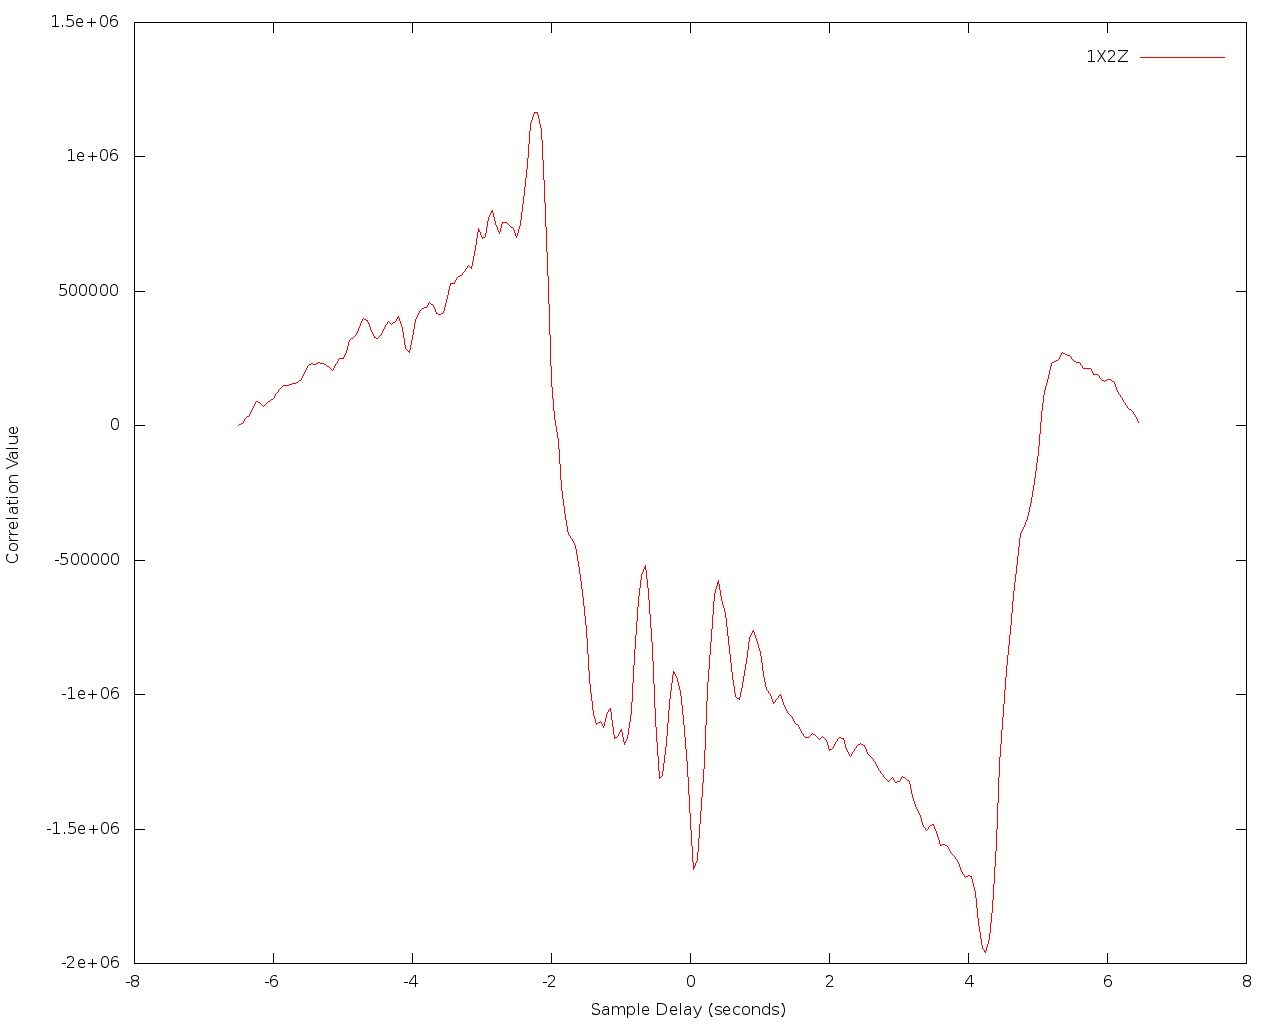 1.5e+06
1X2Z
1e+06
500000
0
-500000
-1e+06
-1.5e+06
-2e+06
-8 -6 -4 -2 0 2 4 6 8
Correlation Value
Sample Delay (seconds)